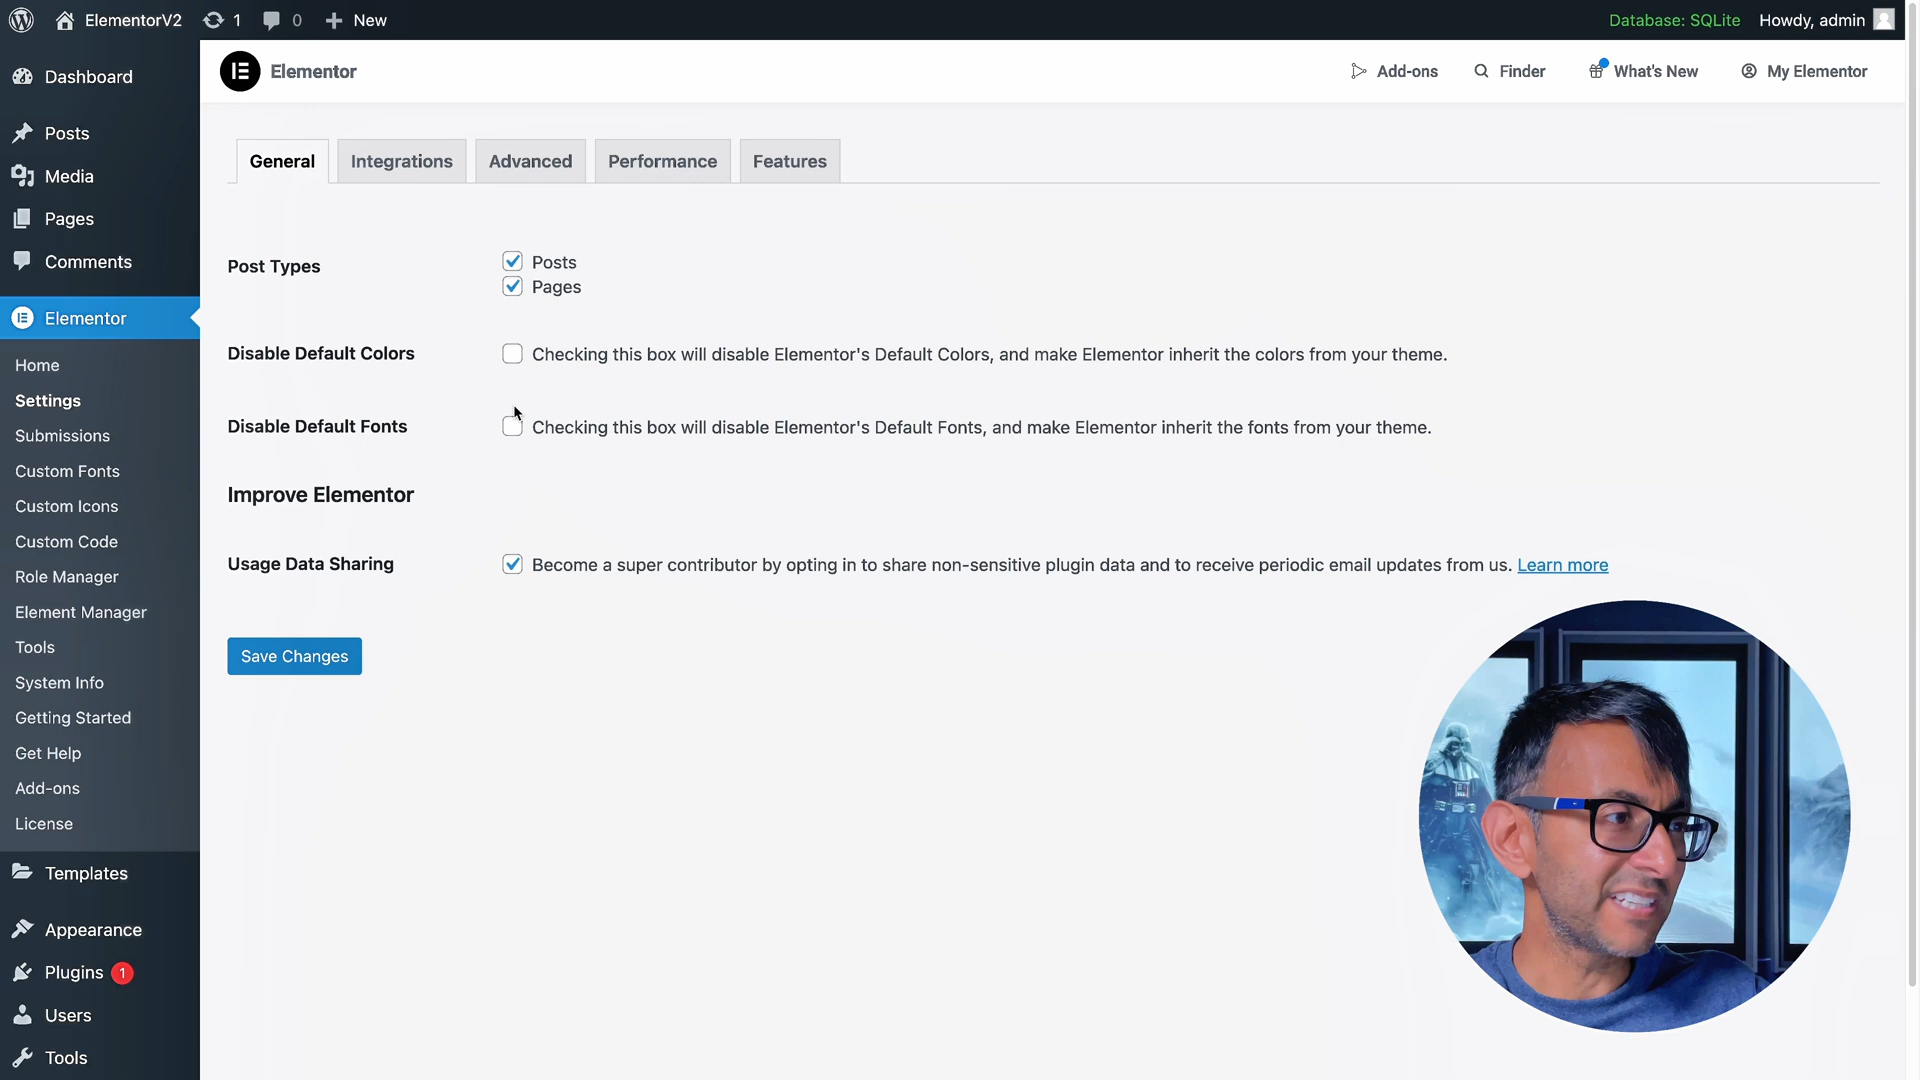 ElementorV2
1
0
New
Database: SQLite
Howdy, admin
Dashboard
Posts
Media
Pages
Comments
Elementor
Home
Settings
Submissions
Custom Fonts
Custom Icons
Custom Code
Role Manager
Element Manager
Tools
System Info
Getting Started
Get Help
Add-ons
License
Templates
Appearance
Plugins 1
Users
Tools
Elementor
Add-ons
Finder
What's New
My Elementor
General
Integrations
Advanced
Performance
Features
Post Types
Posts
Pages
Disable Default Colors
Checking this box will disable Elementor's Default Colors, and make Elementor inherit the colors from your theme.
Disable Default Fonts
Checking this box will disable Elementor's Default Fonts, and make Elementor inherit the fonts from your theme.
Improve Elementor
Usage Data Sharing
Become a super contributor by opting in to share non-sensitive plugin data and to receive periodic email updates from us. Learn more
Save Changes